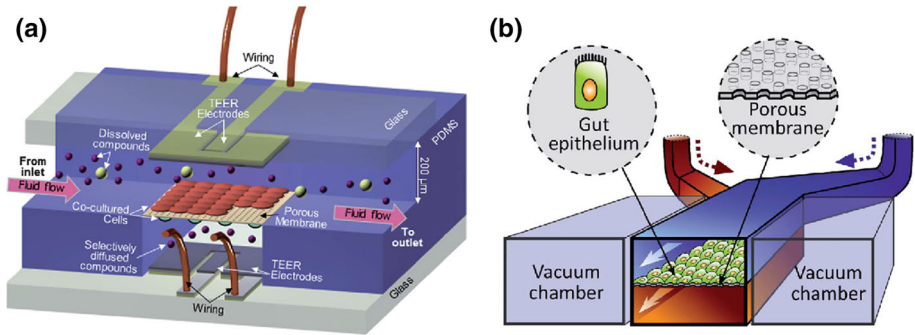 (a)
Wiring
TEER
Electrodes
Glass
PDMS
Dissolved
compounds
200 µm
From
inlet
Fluid flow
Co-cultured
Cells
Porous
Membrane
Fluid flow
To
outlet
Selectively
diffused
compounds
TEER
Electrodes
Glass
Wiring
(b)
Gut
epithelium
Porous
membrane
Vacuum
chamber
Vacuum
chamber